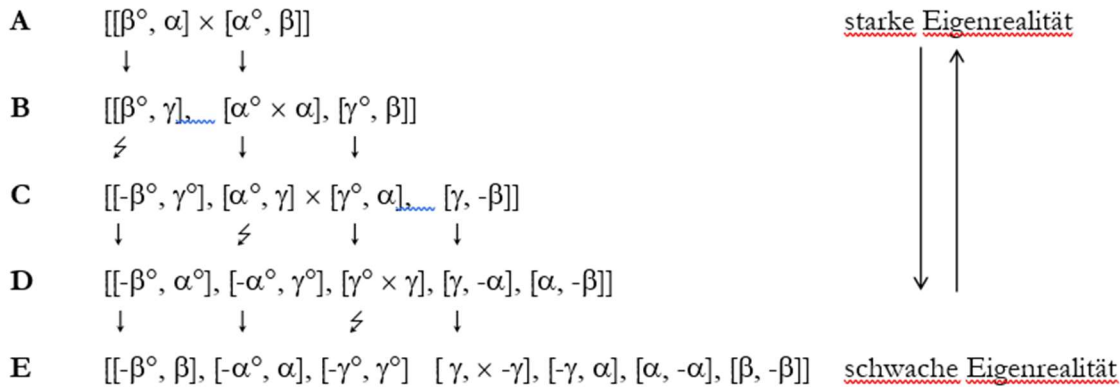 A [[β°, α] × [α°, β]] starke Eigenrealität
↓ ↓
B [[β°, γ], [α° × α], [γ°, β]]
↯ ↓ ↓
C [[-β°, γ°], [α°, γ] × [γ°, α], [γ, -β]]
↓ ↯ ↓ ↓
D [[-β°, α°], [-α°, γ°], [γ° × γ], [γ, -α], [α, -β]]
↓ ↓ ↯ ↓
E [[-β°, β], [-α°, α], [-γ°, γ°] [ γ, × -γ], [-γ, α], [α, -α], [β, -β]] schwache Eigenrealität